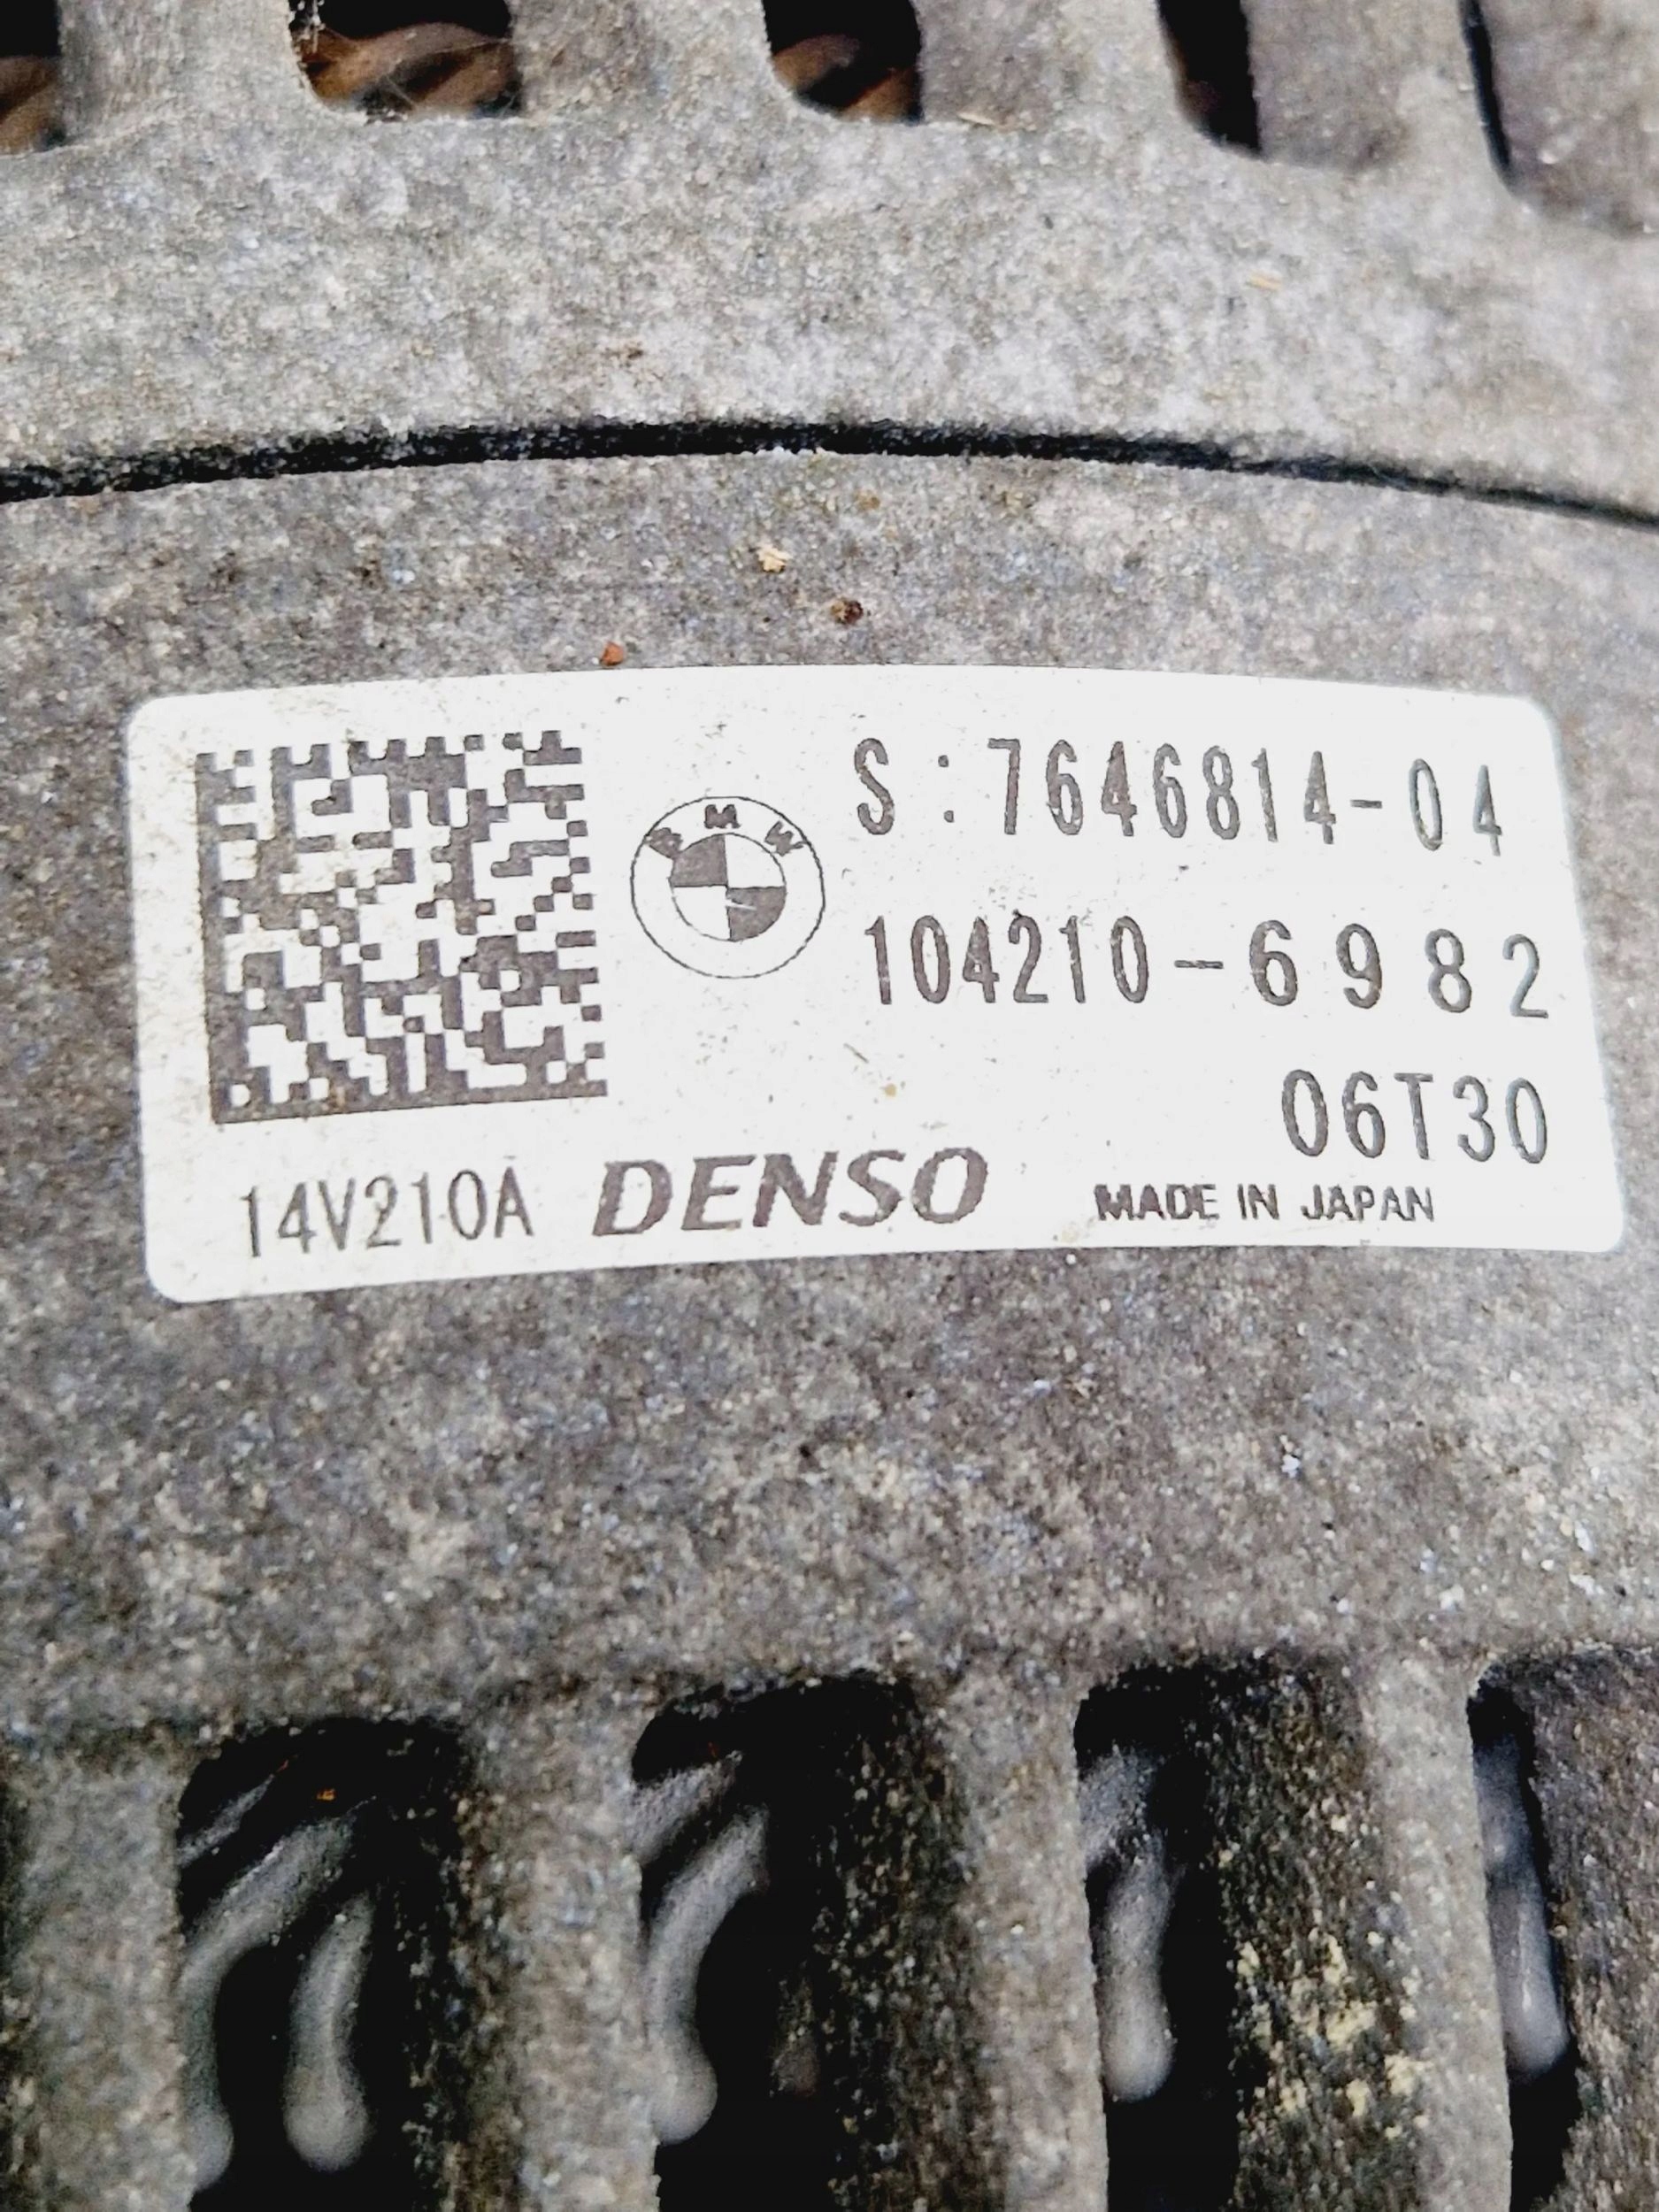 BMW
S:7646814-04
104210-6982
06T30
14V210A DENSO MADE IN JAPAN